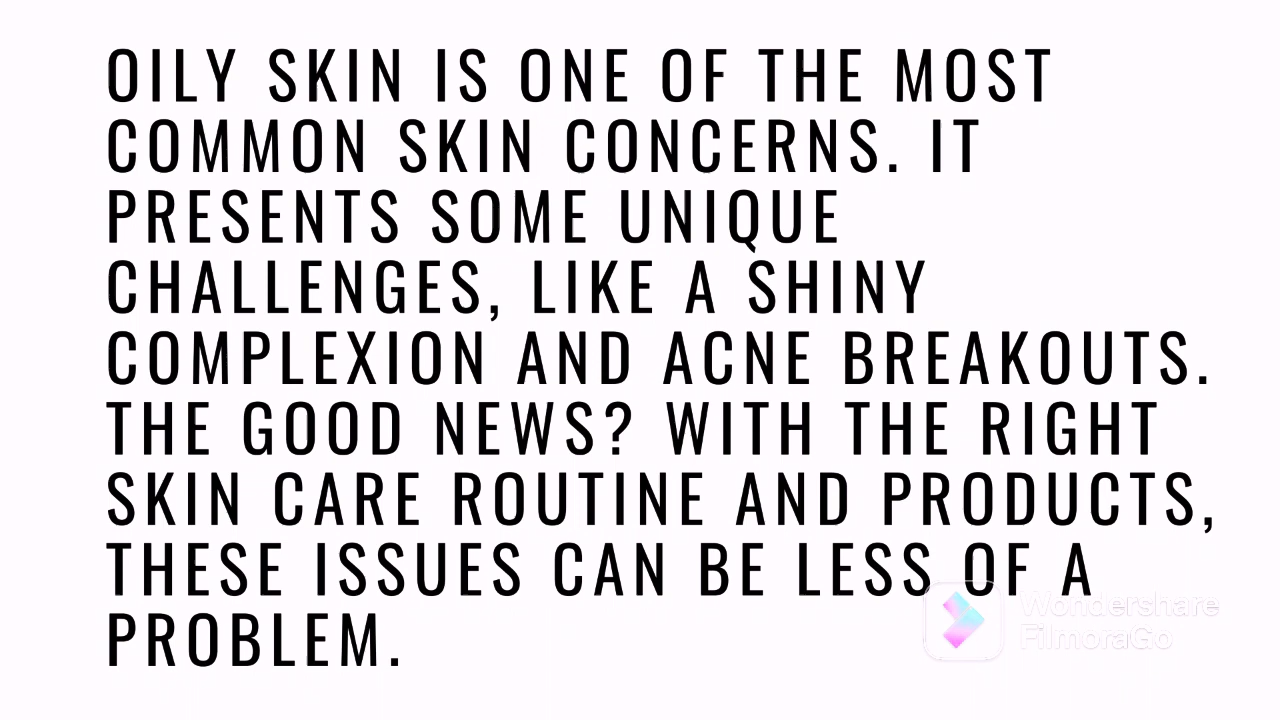 OILY SKIN IS ONE OF THE MOST
COMMON SKIN CONCERNS. IT
PRESENTS SOME UNIQUE
CHALLENGES, LIKE A SHINY
COMPLEXION AND ACNE BREAKOUTS.
THE GOOD NEWS? WITH THE RIGHT
SKIN CARE ROUTINE AND PRODUCTS,
THESE ISSUES CAN BE LESS OF A
PROBLEM.
Wondershare
FilmoraGo